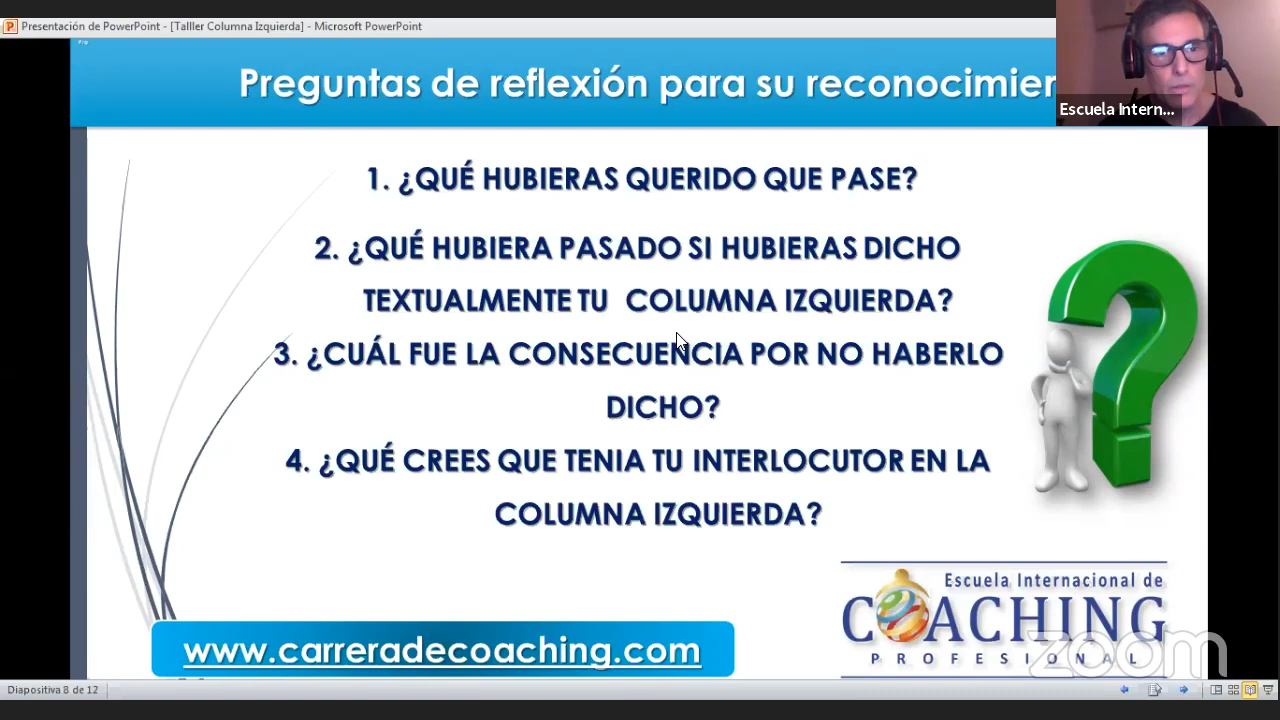 Presentación de PowerPoint - [Talller Columna Izquierda] - Microsoft PowerPoint
Preguntas de reflexión para su reconocimien
Escuela Intern...
1. ¿QUÉ HUBIERAS QUERIDO QUE PASE?
2. ¿QUÉ HUBIERA PASADO SI HUBIERAS DICHO
TEXTUALMENTE TU COLUMNA IZQUIERDA?
3. ¿CUÁL FUE LA CONSECUENCIA POR NO HABERLO
DICHO?
4. ¿QUÉ CREES QUE TENIA TU INTERLOCUTOR EN LA
COLUMNA IZQUIERDA?
Escuela Internacional de
COACHING
PROFESIONAL
zoom
www.carreradecoaching.com
Diapositiva 8 de 12